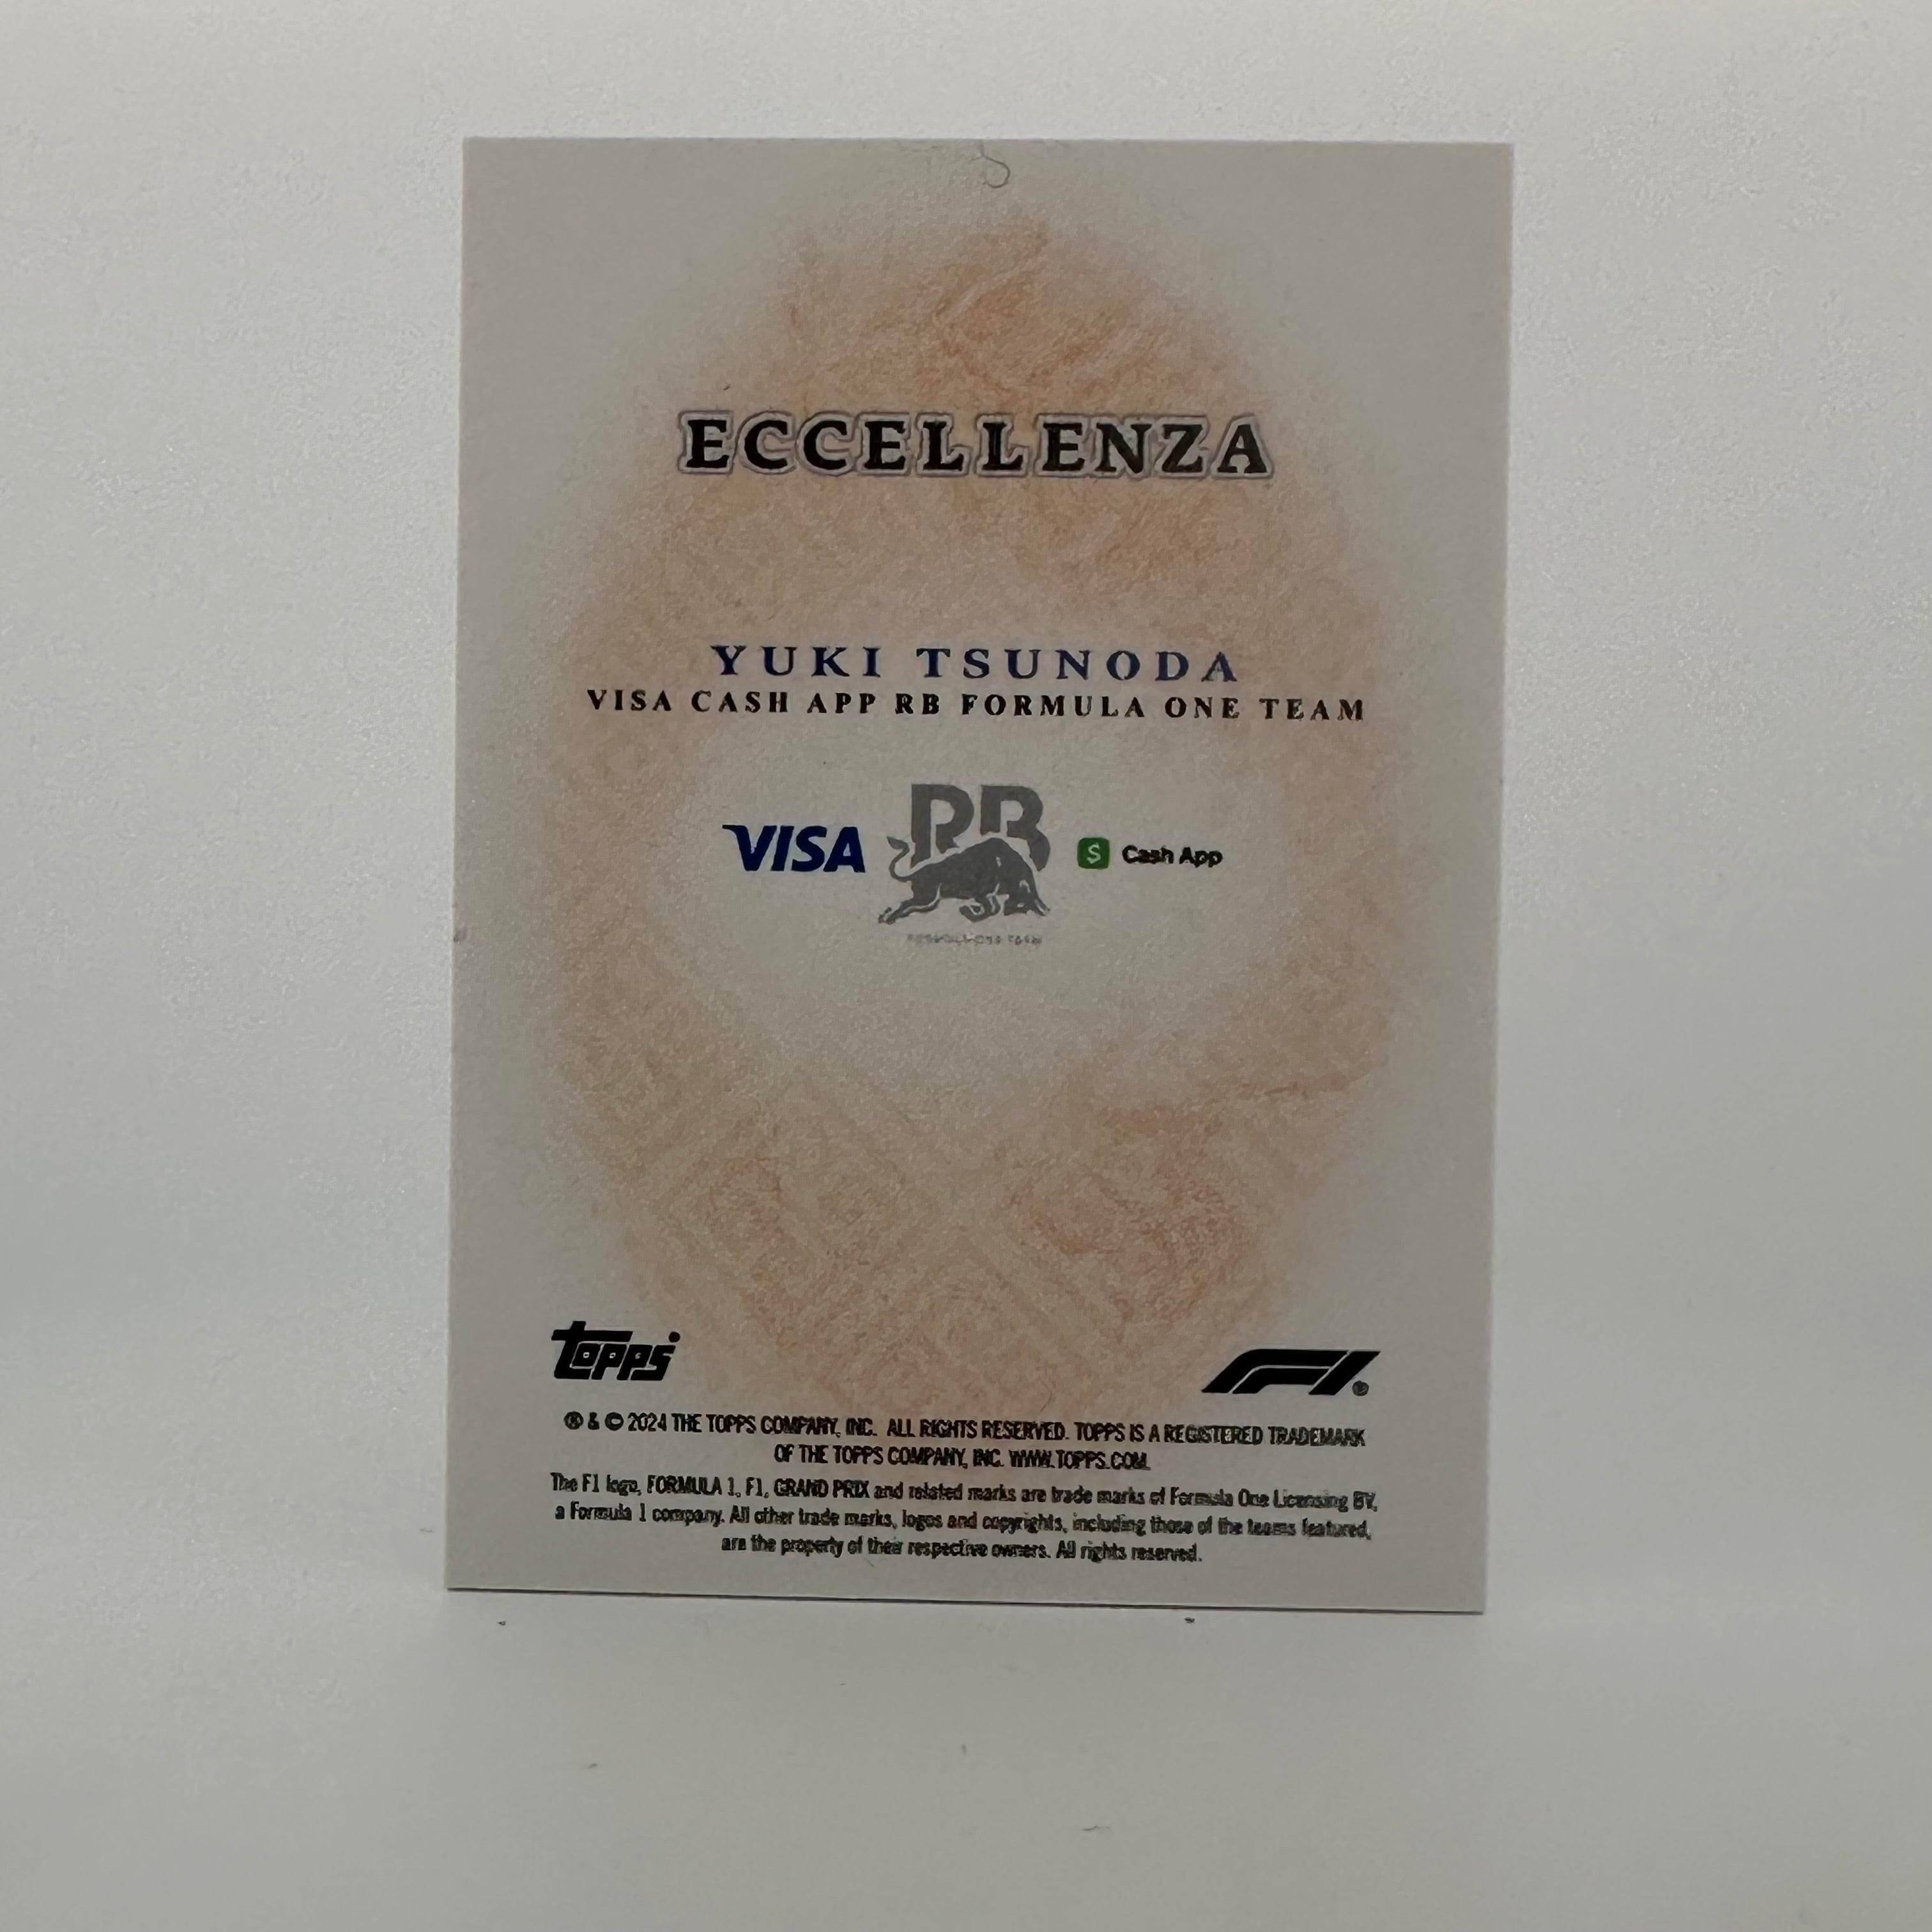 ECCELLENZA
YUKI TSUNODA
VISA CASH APP RB FORMULA ONE TEAM
VISA RB $ Cash App
FORMULA ONE TEAM
topps F1®
® & © 2024 THE TOPPS COMPANY, INC. ALL RIGHTS RESERVED. TOPPS IS A REGISTERED TRADEMARK
OF THE TOPPS COMPANY, INC. WWW.TOPPS.COM.
The F1 logo, FORMULA 1, F1, GRAND PRIX and related marks are trade marks of Formula One Licensing BV,
a Formula 1 company. All other trade marks, logos and copyrights, including those of the teams featured,
are the property of their respective owners. All rights reserved.